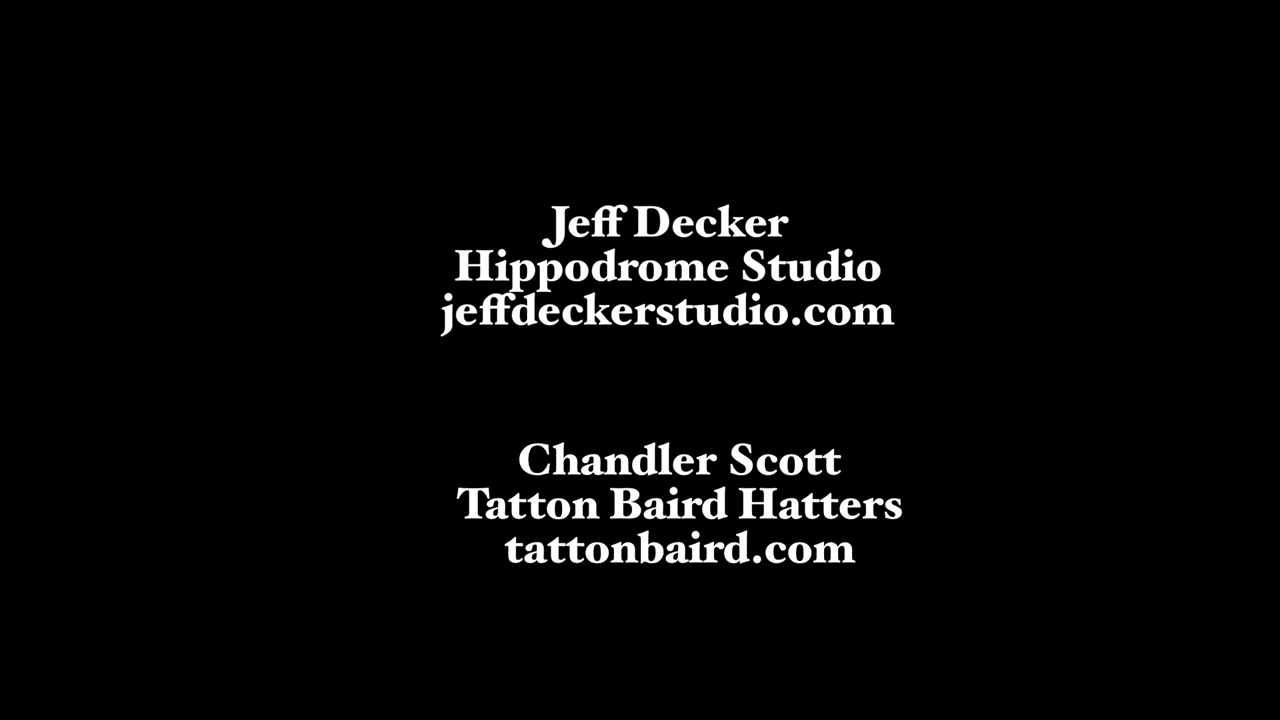 Jeff Decker
Hippodrome Studio
jeffdeckerstudio.com
Chandler Scott
Tatton Baird Hatters
tattonbaird.com